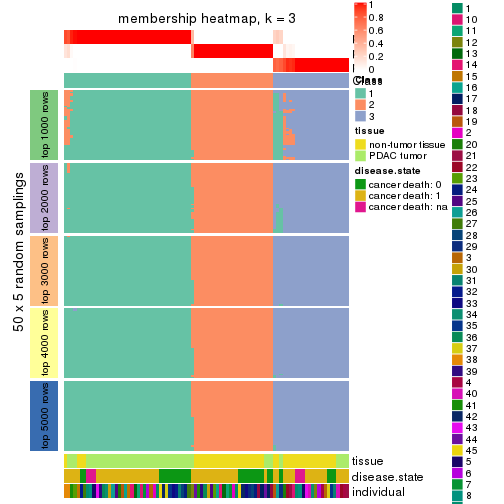 membership heatmap, k = 3
50 x 5 random samplings
top 1000 rows
top 2000 rows
top 3000 rows
top 4000 rows
top 5000 rows
tissue
disease.state
individual
1
0.8
0.6
0.4
0.2
0
Class
1
2
3
tissue
non-tumor tissue
PDAC tumor
disease.state
cancer death: 0
cancer death: 1
cancer death: na
1
10
11
12
13
14
15
16
17
18
19
2
20
21
22
23
24
25
26
27
28
29
3
30
31
32
33
34
35
36
37
38
39
4
40
41
42
43
44
45
5
6
7
8